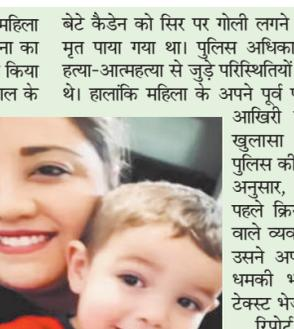 महिला
ना का
किया
ाल के
बेटे कैडेन को सिर पर गोली लगने
मृत पाया गया था। पुलिस अधिका
हत्या-आत्महत्या से जुड़े परिस्थितियों
थे। हालांकि महिला के अपने पूर्व प
आखिरी
खुलासा
पुलिस की
अनुसार,
पहले क्रि
वाले व्यव
उसने अप
धमकी भ
टेक्स्ट भे
रिपोर्ट